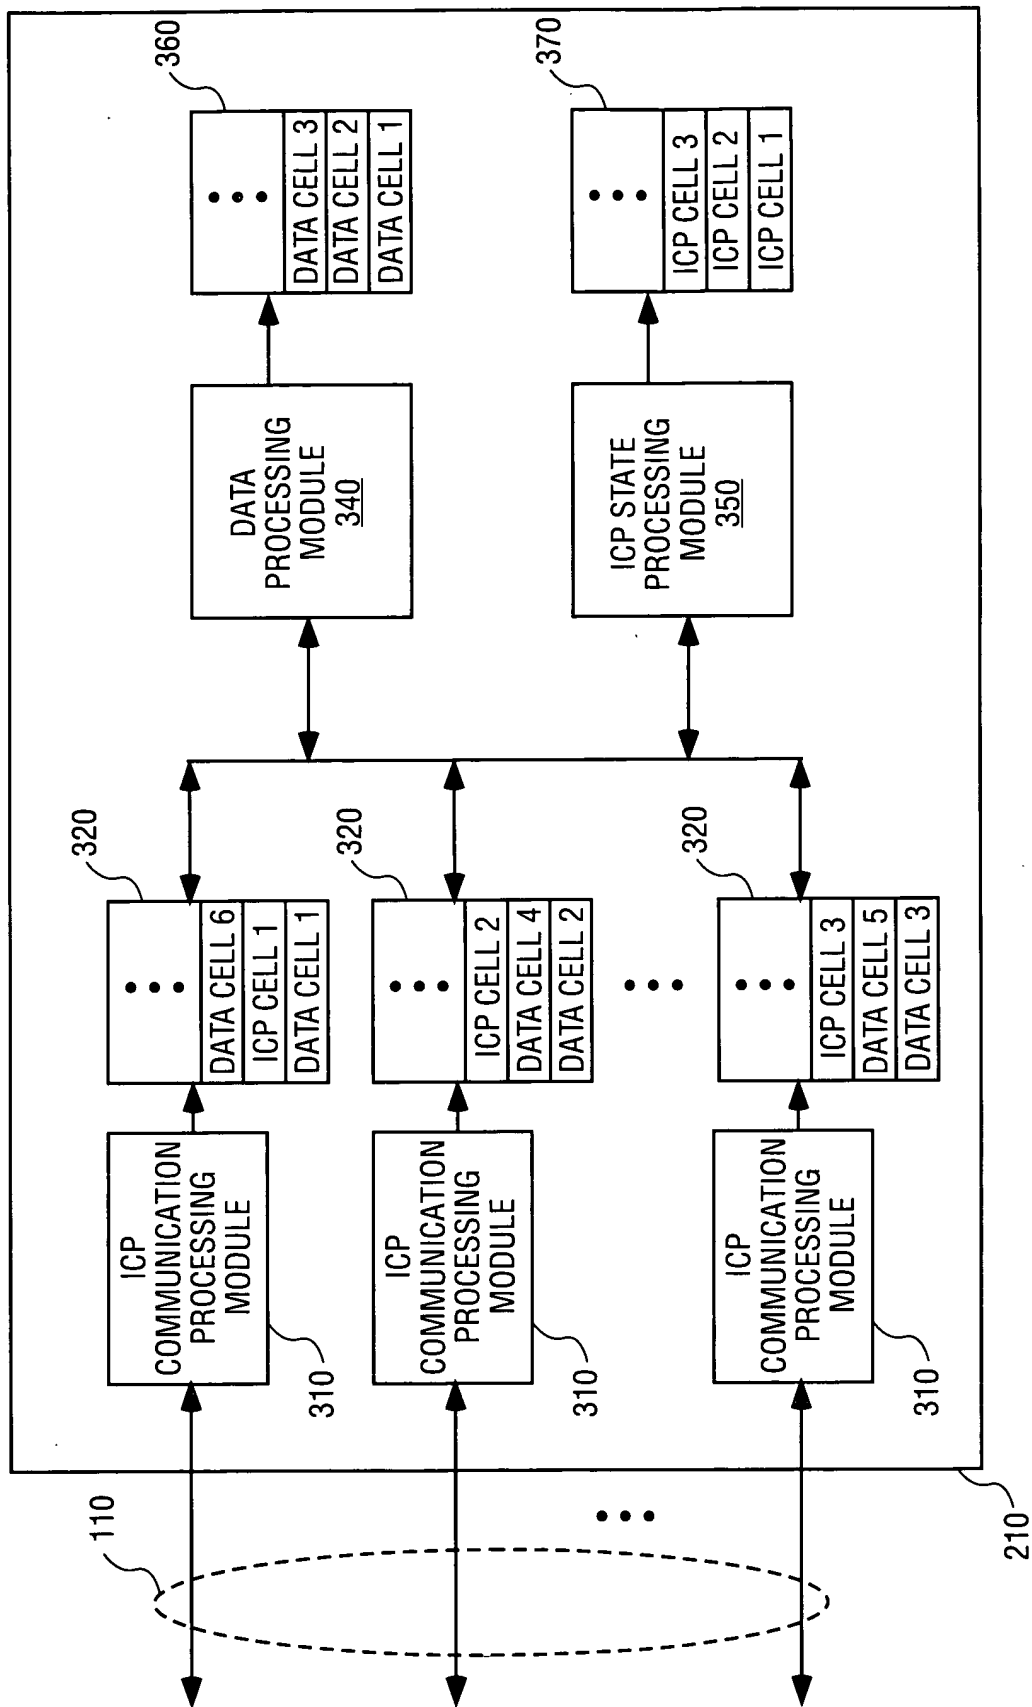 110
210
ICP
COMMUNICATION
PROCESSING
MODULE
310
320
DATA CELL 6
ICP CELL 1
DATA CELL 1
ICP
COMMUNICATION
PROCESSING
MODULE
310
320
ICP CELL 2
DATA CELL 4
DATA CELL 2
ICP
COMMUNICATION
PROCESSING
MODULE
310
320
ICP CELL 3
DATA CELL 5
DATA CELL 3
DATA
PROCESSING
MODULE
340
360
DATA CELL 3
DATA CELL 2
DATA CELL 1
ICP STATE
PROCESSING
MODULE
350
370
ICP CELL 3
ICP CELL 2
ICP CELL 1